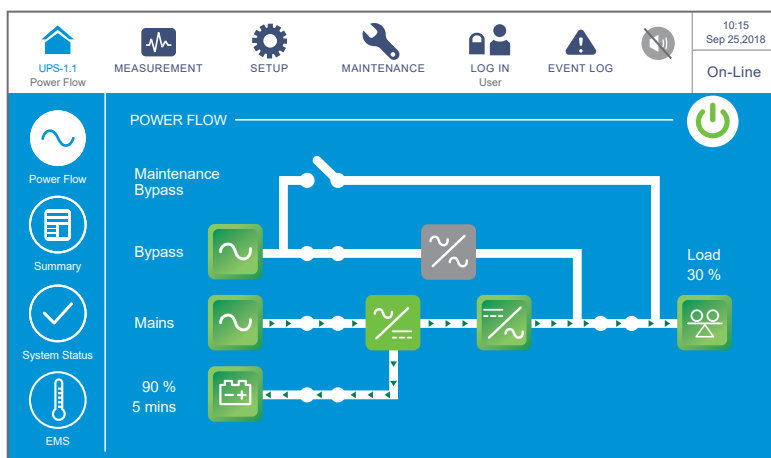 10:15
Sep 25,2018
UPS-1.1
Power Flow
MEASUREMENT
SETUP
MAINTENANCE
LOG IN
User
EVENT LOG
On-Line
POWER FLOW
Power Flow
Maintenance
Bypass
Summary
Bypass
Load
30 %
Mains
System Status
90 %
5 mins
EMS